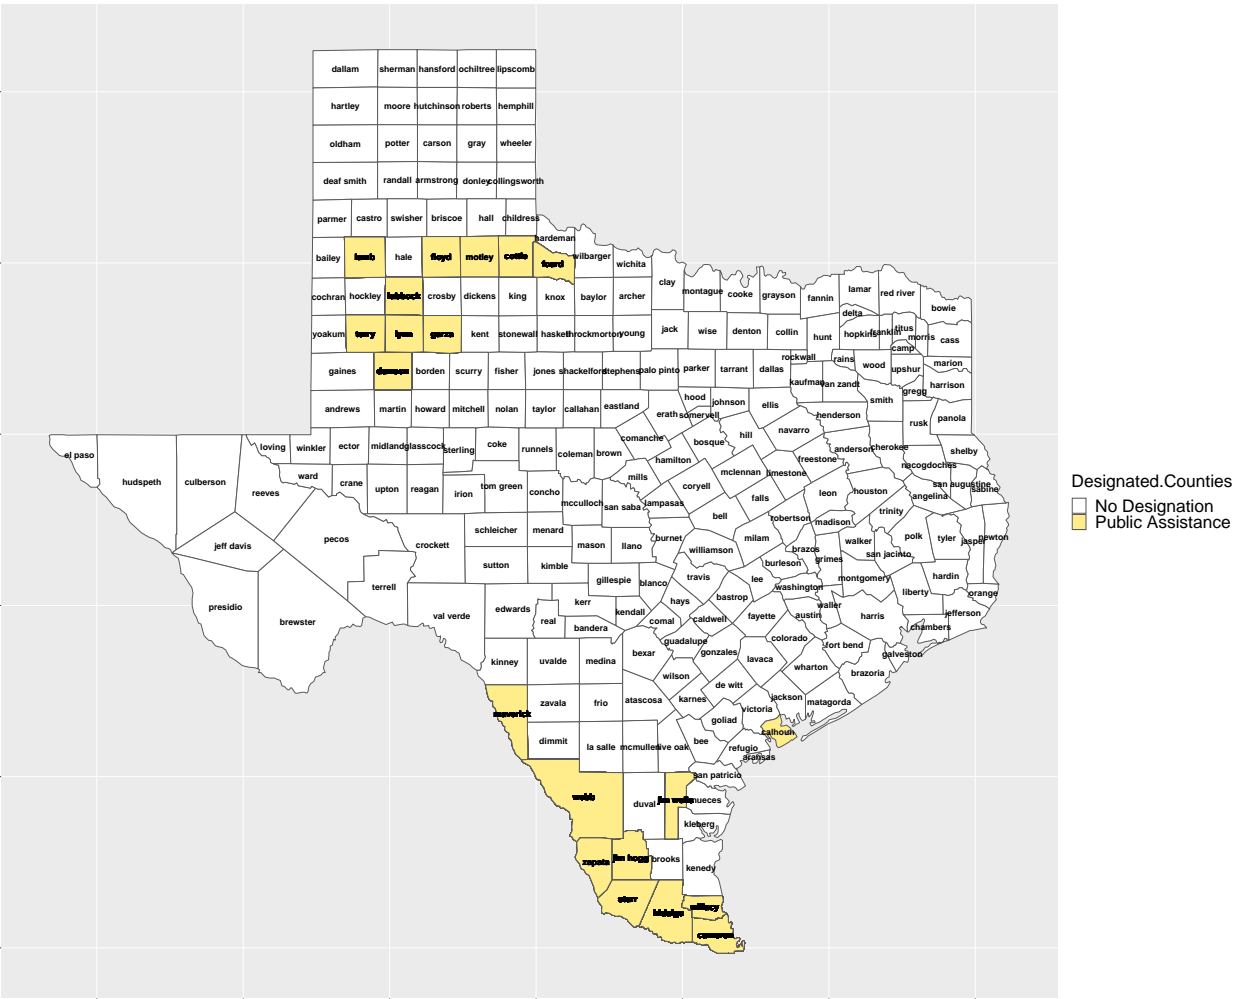 dallam sherman hansford ochiltree lipscomb
hartley moore hutchinson roberts hemphill
oldham potter carson gray wheeler
deaf smith randall armstrong donley collingsworth
parmer castro swisher briscoe hall childress
hardeman
bailey lamb hale floyd motley cottle foard wilbarger wichita
cochran hockley lubbock crosby dickens king knox baylor archer clay montague cooke grayson fannin lamar red river bowie
delta
yoakum terry lynn garza kent stonewall haskell throckmorton young jack wise denton collin hunt hopkins franklin titus morris cass
camp
gaines dawson borden scurry fisher jones shackelford stephens palo pinto parker tarrant dallas rockwall rains wood upshur marion
kaufman van zandt gregg harrison
andrews martin howard mitchell nolan taylor callahan eastland erath hood somervell johnson ellis henderson smith rusk panola
el paso loving winkler ector midland glasscock sterling coke runnels coleman brown comanche hamilton bosque hill navarro freestone anderson cherokee nacogdoches shelby
hudspeth culberson reeves ward crane upton reagan irion tom green concho mcculloch san saba mills lampasas coryell mclennan limestone falls leon houston angelina san augustine sabine
trinity
jeff davis pecos crockett schleicher menard mason llano burnet bell milam robertson madison walker polk tyler jasper newton
san jacinto
sutton kimble williamson brazos grimes
burleson
terrell gillespie blanco travis lee washington montgomery liberty hardin orange
presidio brewster val verde edwards kerr kendall hays bastrop fayette austin waller harris chambers jefferson
real bandera comal caldwell
guadalupe colorado fort bend galveston
kinney uvalde medina bexar gonzales lavaca wharton brazoria
wilson
maverick zavala frio atascosa karnes de witt jackson matagorda
victoria
goliad calhoun
dimmit la salle mcmullen live oak bee refugio
aransas
san patricio
webb duval jim wells nueces
kleberg
zapata jim hogg brooks kenedy
starr hidalgo willacy
cameron
Designated.Counties
No Designation
Public Assistance